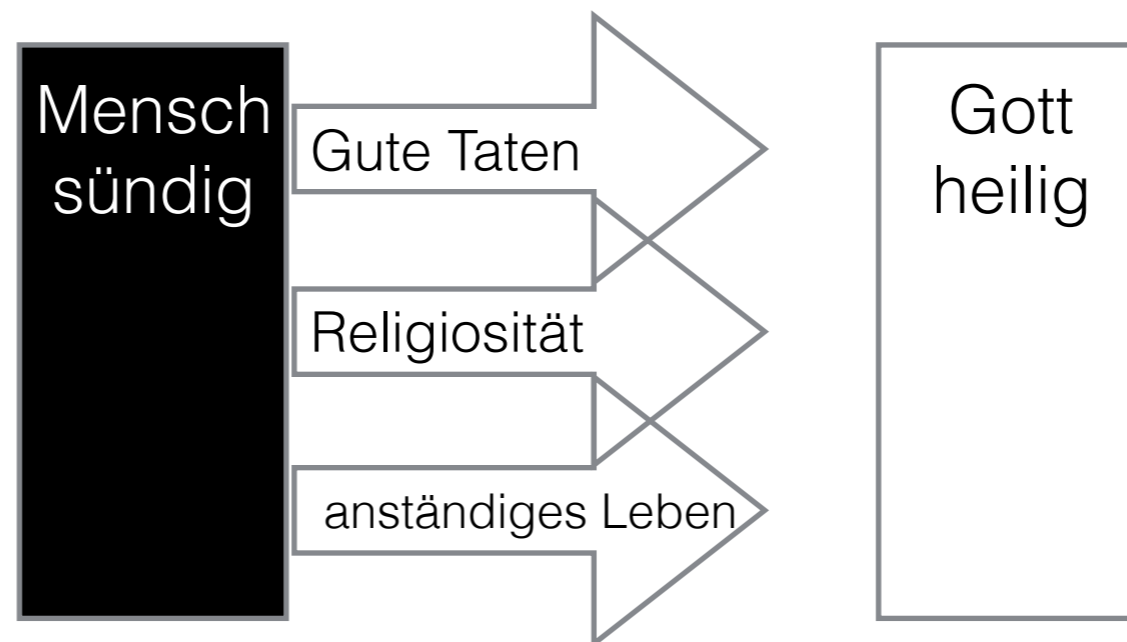 Mensch
sündig
Gute Taten
Religiosität
anständiges Leben
Gott
heilig